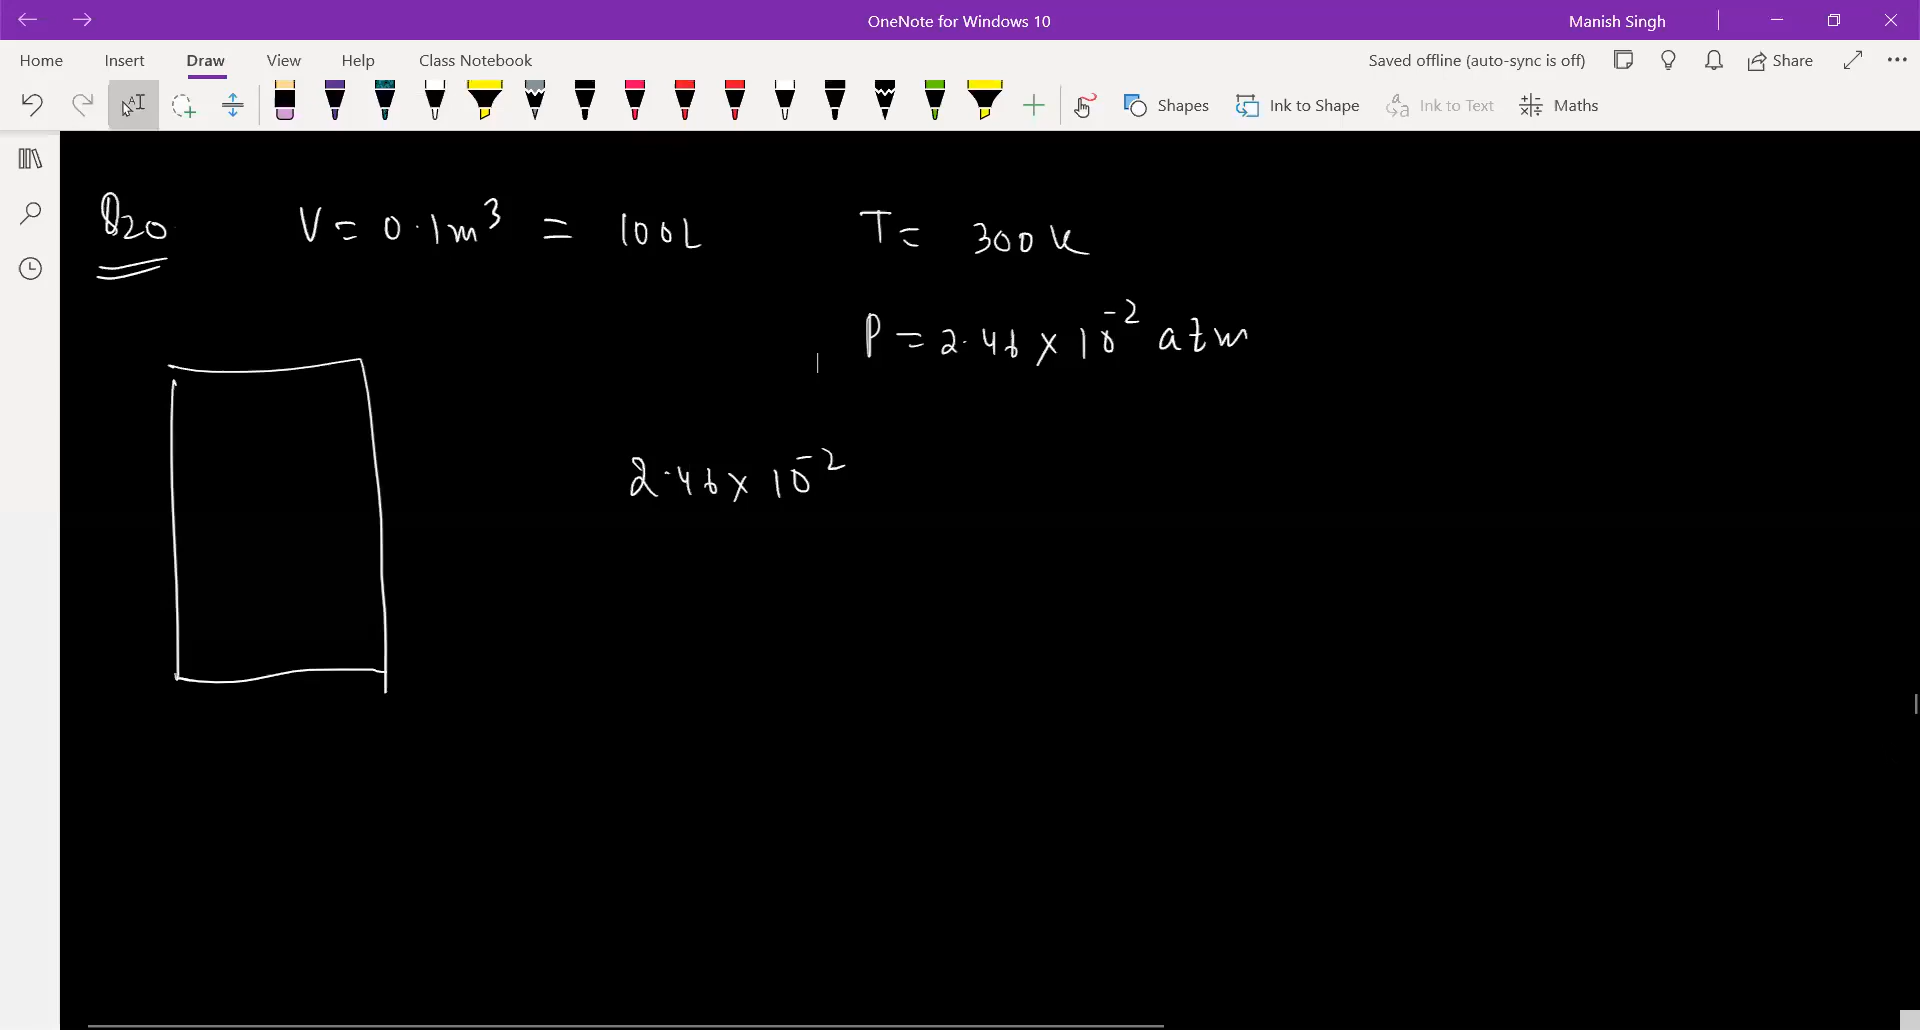 OneNote for Windows 10
Manish Singh
Home Insert Draw View Help Class Notebook
Saved offline (auto-sync is off) Share
Shapes Ink to Shape Ink to Text Maths
Q20. V = 0.1m³ = 100L T = 300K
P = 2.46 × 10⁻² atm
2.46 × 10⁻²